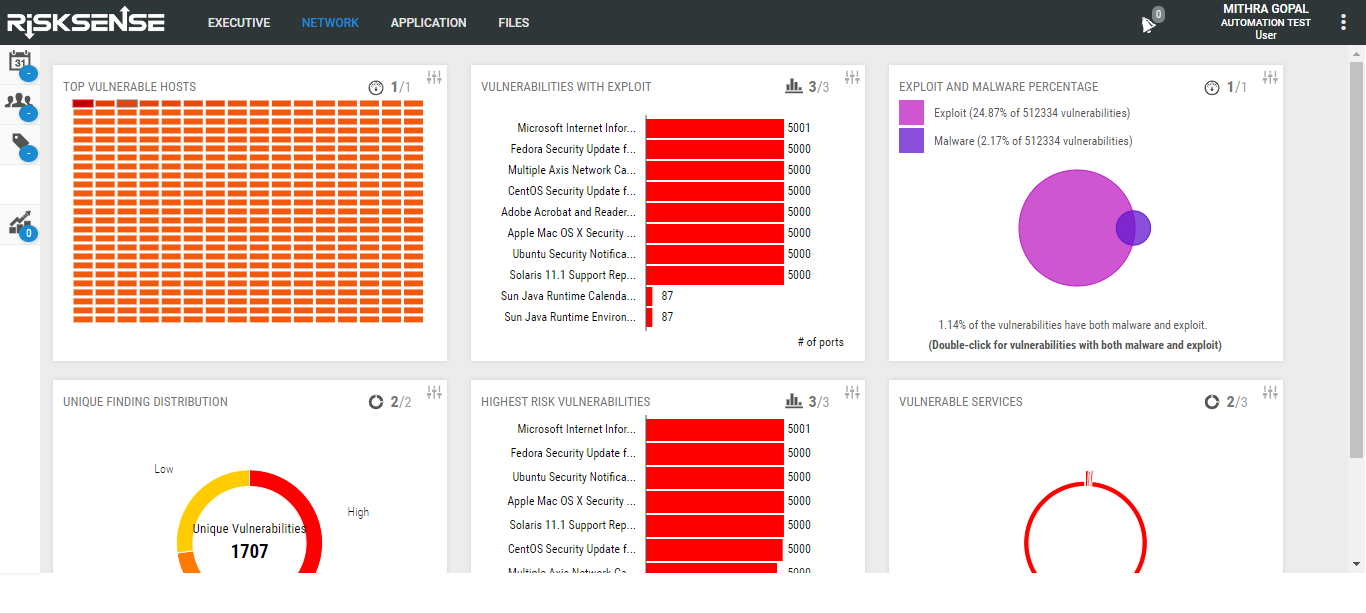 RiSKSENSE
EXECUTIVE
NETWORK
APPLICATION
FILES
0
MITHRA GOPAL
AUTOMATION TEST
User
31
-
-
-
0
TOP VULNERABLE HOSTS
1/1
VULNERABILITIES WITH EXPLOIT
3/3
Microsoft Internet Infor... 5001
Fedora Security Update f... 5000
Multiple Axis Network Ca... 5000
CentOS Security Update f... 5000
Adobe Acrobat and Reader... 5000
Apple Mac OS X Security ... 5000
Ubuntu Security Notifica... 5000
Solaris 11.1 Support Rep... 5000
Sun Java Runtime Calenda... 87
Sun Java Runtime Environ... 87
# of ports
EXPLOIT AND MALWARE PERCENTAGE
1/1
Exploit (24.87% of 512334 vulnerabilities)
Malware (2.17% of 512334 vulnerabilities)
1.14% of the vulnerabilities have both malware and exploit.
(Double-click for vulnerabilities with both malware and exploit)
UNIQUE FINDING DISTRIBUTION
2/2
Low
High
Unique Vulnerabilities
1707
HIGHEST RISK VULNERABILITIES
3/3
Microsoft Internet Infor... 5001
Fedora Security Update f... 5000
Ubuntu Security Notifica... 5000
Apple Mac OS X Security ... 5000
Solaris 11.1 Support Rep... 5000
CentOS Security Update f... 5000
Multiple Axis Network Ca... 5000
VULNERABLE SERVICES
2/3